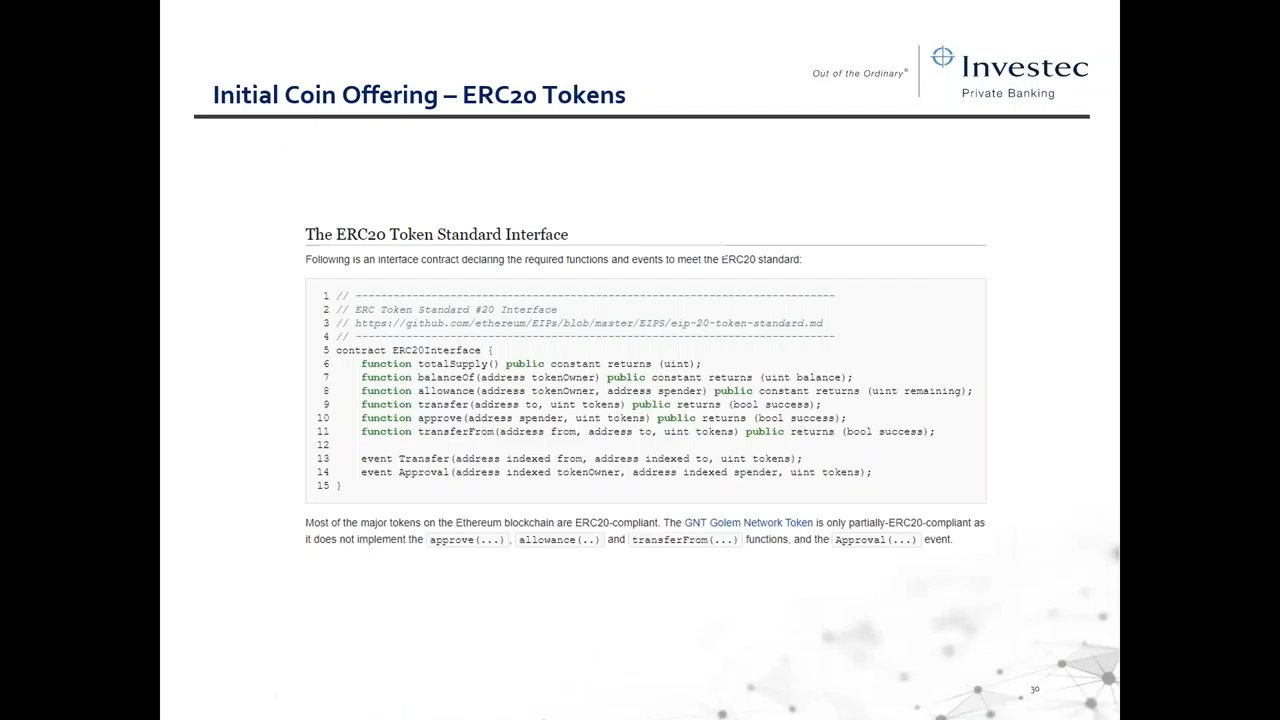 Out of the Ordinary®
Investec
Private Banking
Initial Coin Offering – ERC20 Tokens
The ERC20 Token Standard Interface
Following is an interface contract declaring the required functions and events to meet the ERC20 standard:
1 // ----------------------------------------------------------------------------
2 // ERC Token Standard #20 Interface
3 // https://github.com/ethereum/EIPs/blob/master/EIPS/eip-20-token-standard.md
4 // ----------------------------------------------------------------------------
5 contract ERC20Interface {
6     function totalSupply() public constant returns (uint);
7     function balanceOf(address tokenOwner) public constant returns (uint balance);
8     function allowance(address tokenOwner, address spender) public constant returns (uint remaining);
9     function transfer(address to, uint tokens) public returns (bool success);
10     function approve(address spender, uint tokens) public returns (bool success);
11     function transferFrom(address from, address to, uint tokens) public returns (bool success);
12
13     event Transfer(address indexed from, address indexed to, uint tokens);
14     event Approval(address indexed tokenOwner, address indexed spender, uint tokens);
15 }
Most of the major tokens on the Ethereum blockchain are ERC20-compliant. The GNT Golem Network Token is only partially-ERC20-compliant as
it does not implement the approve(...), allowance(..) and transferFrom(...) functions, and the Approval(...) event.
30